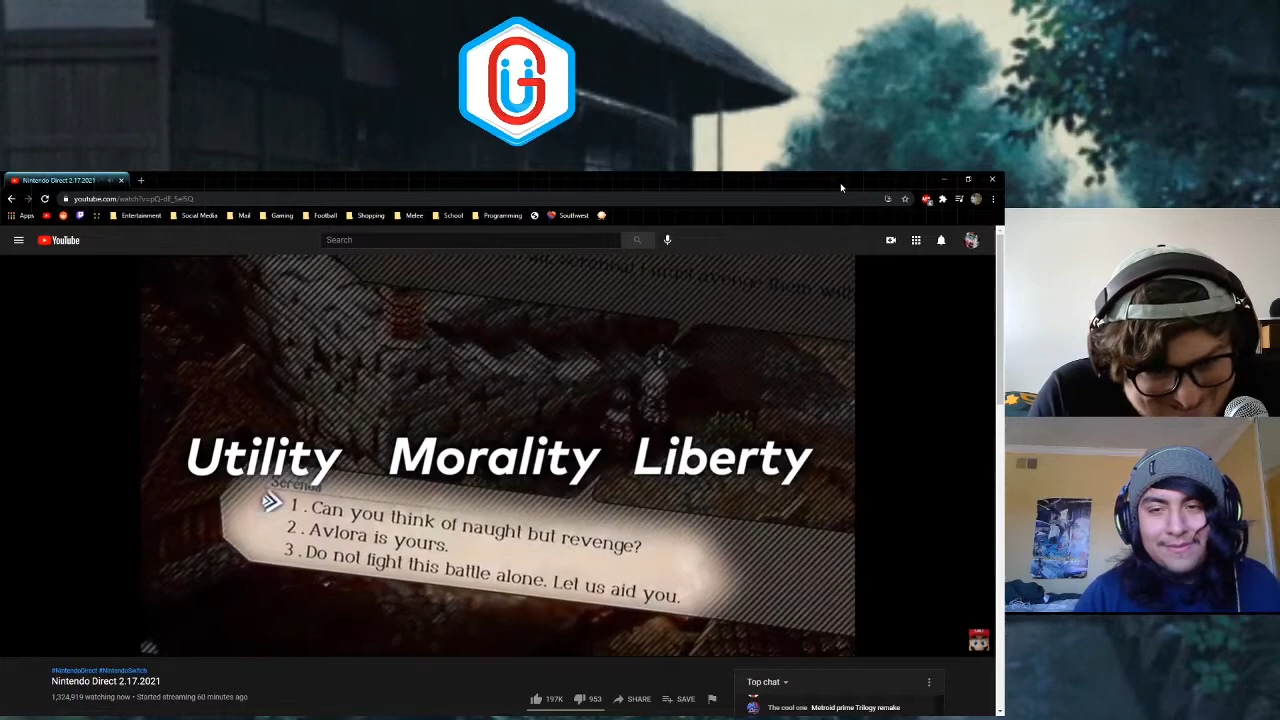 Nintendo Direct 2.17.2021
Apps Entertainment Social Media Mail Gaming Football Shopping Melee School Programming Southwest
YouTube
Search
Utility Morality Liberty
Serenoa
1. Can you think of naught but revenge?
2. Avlora is yours.
3. Do not fight this battle alone. Let us aid you.
#NintendoDirect #NintendoSwitch
Nintendo Direct 2.17.2021
1,324,919 watching now • Started streaming 60 minutes ago
197K 953 SHARE SAVE
Top chat
The cool one Metroid prime Trilogy remake